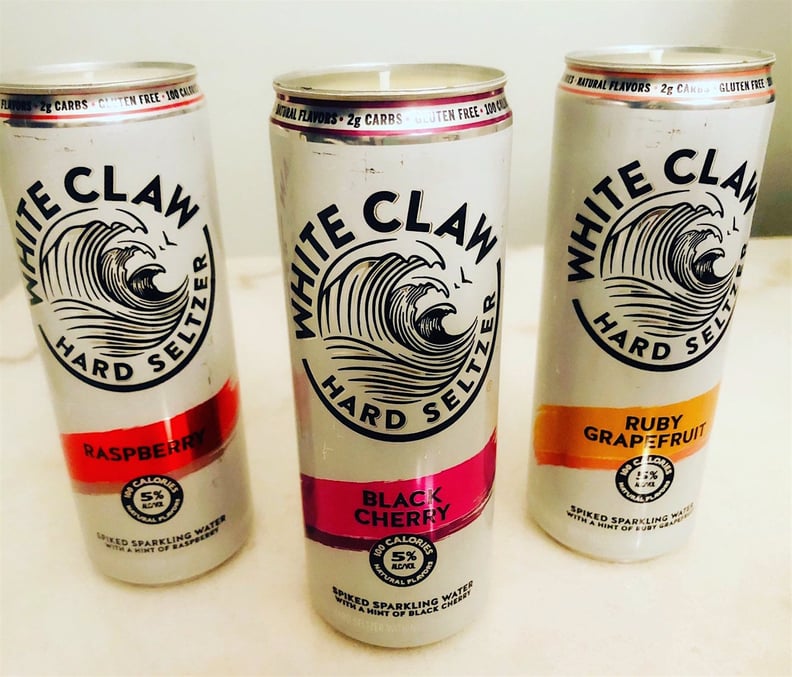 FLAVORS • 2g CARBS • GLUTEN FREE • 100 CALORIES
WHITE CLAW
HARD SELTZER
RASPBERRY
100 CALORIES
5%
ALC/VOL
NATURAL FLAVORS
SPIKED SPARKLING WATER
WITH A HINT OF RASPBERRY
NATURAL FLAVORS • 2g CARBS • GLUTEN FREE • 100
WHITE CLAW
HARD SELTZER
BLACK
CHERRY
100 CALORIES
5%
ALC/VOL
NATURAL FLAVORS
SPIKED SPARKLING WATER
WITH A HINT OF BLACK CHERRY
NATURAL FLAVORS • 2g CARBS • GLUTEN FREE
WHITE CLAW
HARD SELTZER
RUBY
GRAPEFRUIT
100 CALORIES
5%
ALC/VOL
NATURAL FLAVORS
SPIKED SPARKLING WATER
WITH A HINT OF RUBY GRAPEFRUIT